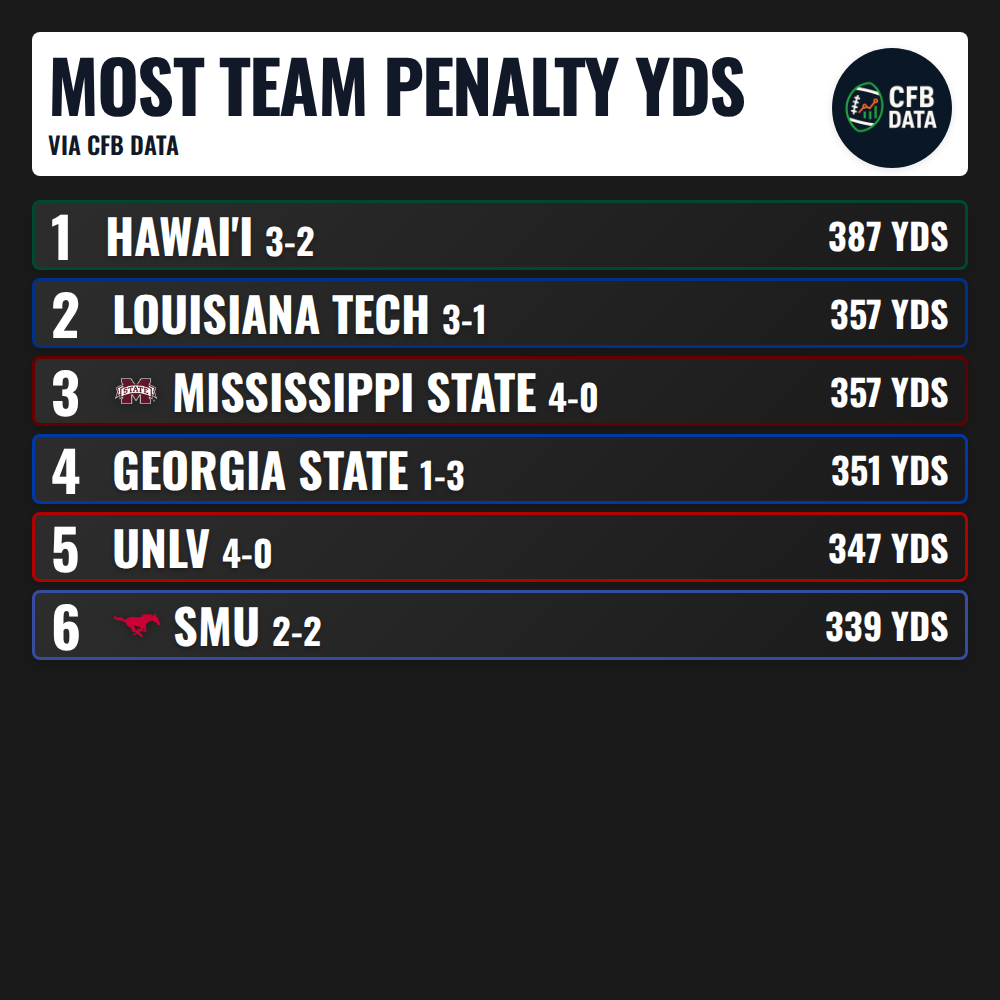 MOST TEAM PENALTY YDS
VIA CFB DATA
CFB
DATA
1 HAWAI'I 3-2 387 YDS
2 LOUISIANA TECH 3-1 357 YDS
3 STATE MISSISSIPPI STATE 4-0 357 YDS
4 GEORGIA STATE 1-3 351 YDS
5 UNLV 4-0 347 YDS
6 SMU 2-2 339 YDS